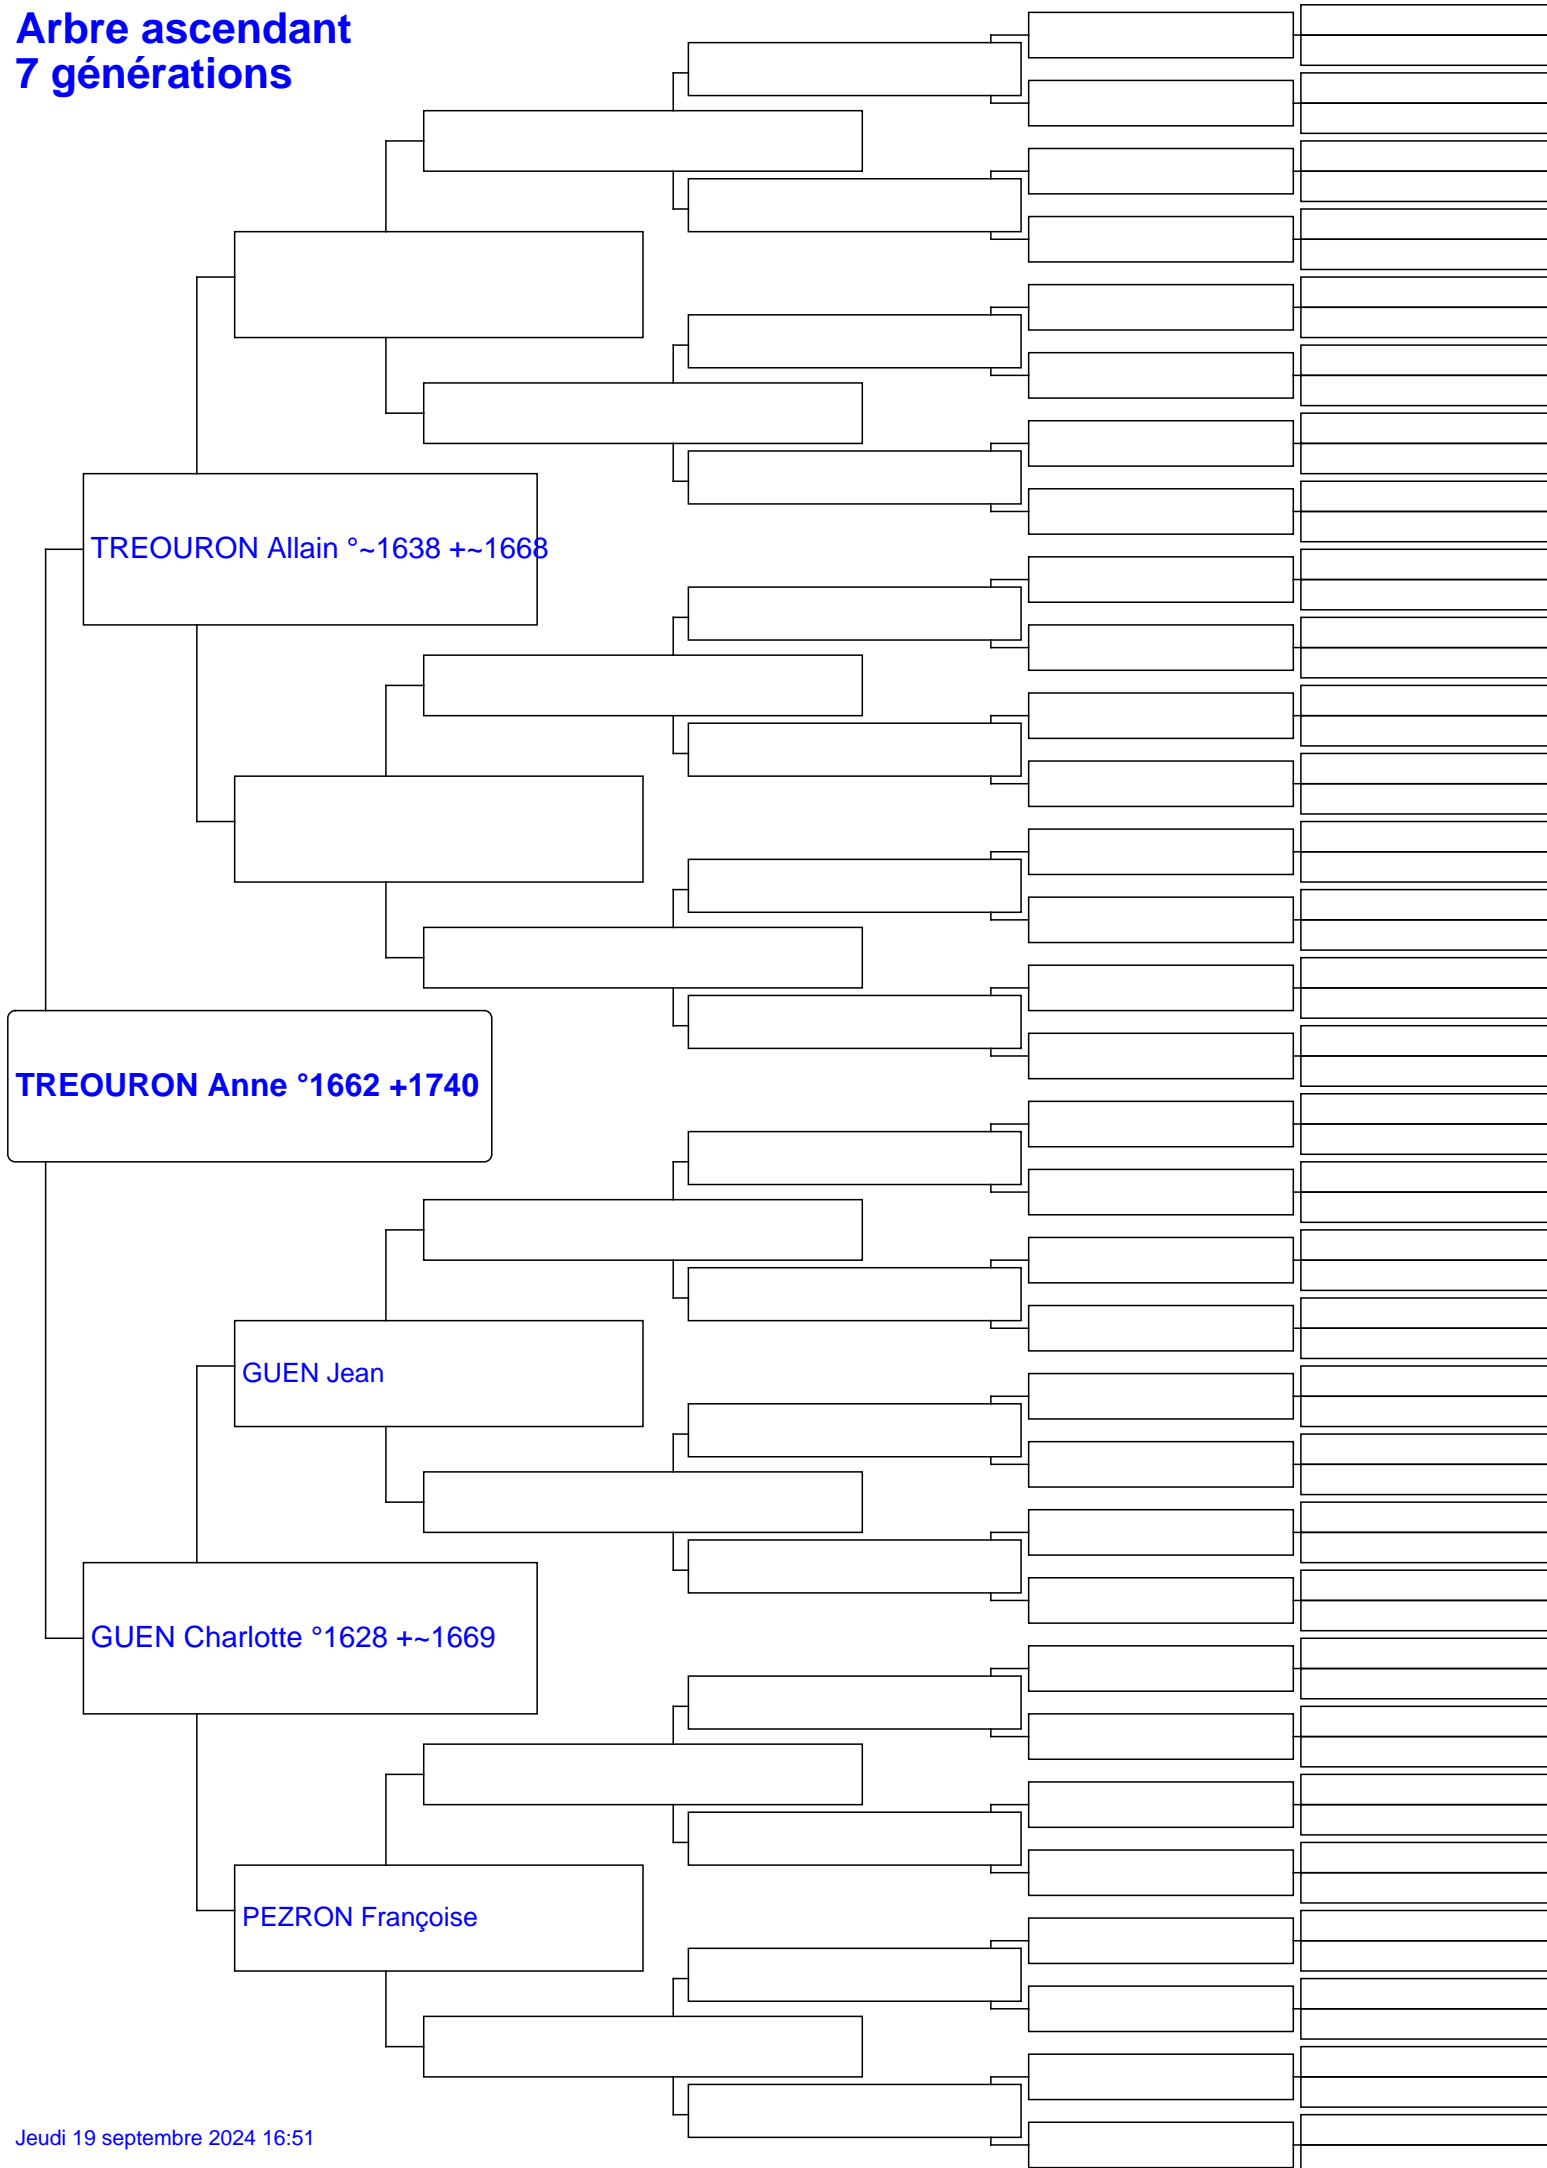 Arbre ascendant
7 générations
TREOURON Allain °~1638 +~1668
TREOURON Anne °1662 +1740
GUEN Jean
GUEN Charlotte °1628 +~1669
PEZRON Françoise
Jeudi 19 septembre 2024 16:51